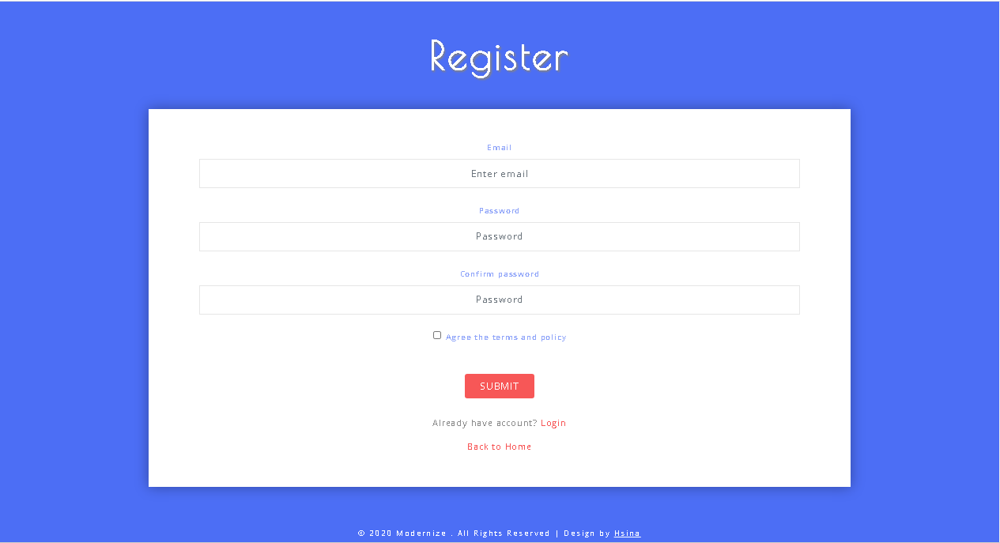 Register
Email
Enter email
Password
Password
Confirm password
Password
Agree the terms and policy
SUBMIT
Already have account? Login
Back to Home
© 2020 Modernize . All Rights Reserved | Design by Hsina